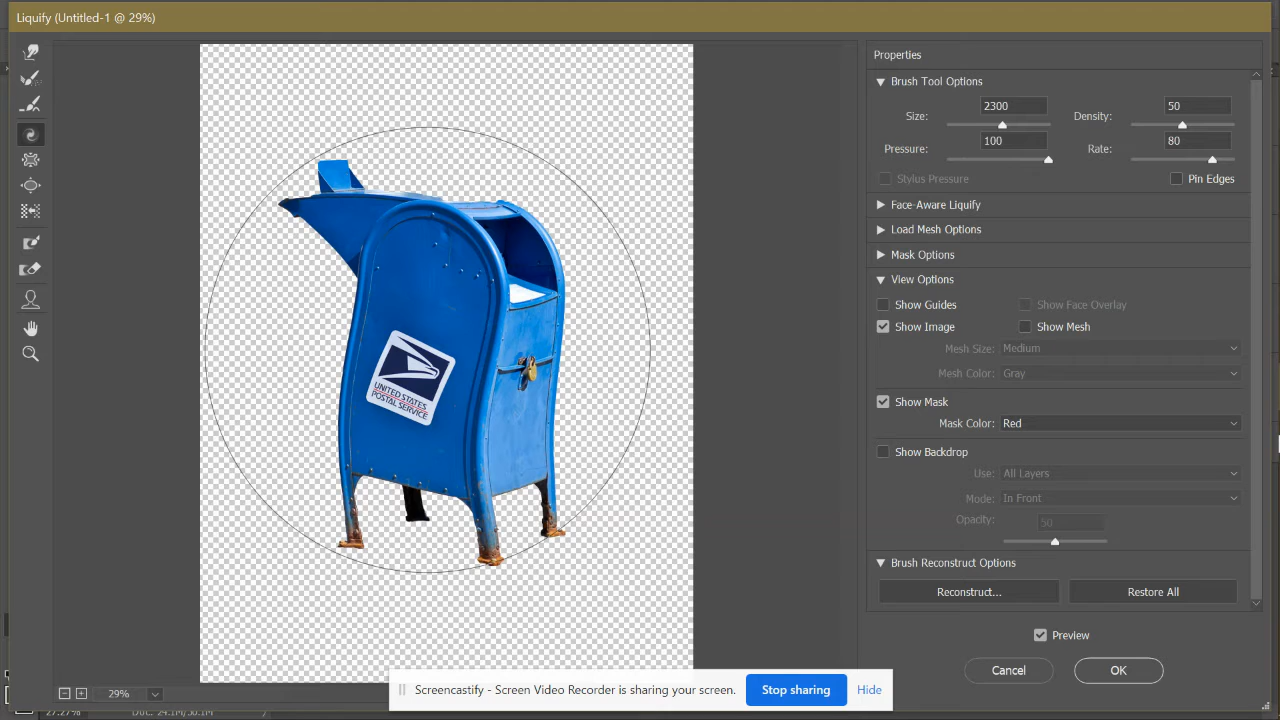 Liquify (Untitled-1 @ 29%)
Properties
Brush Tool Options
Size: 2300
Density: 50
Pressure: 100
Rate: 80
Stylus Pressure
Pin Edges
Face-Aware Liquify
Load Mesh Options
Mask Options
View Options
Show Guides
Show Face Overlay
Show Image
Show Mesh
Mesh Size: Medium
Mesh Color: Gray
Show Mask
Mask Color: Red
Show Backdrop
Use: All Layers
Mode: In Front
Opacity: 50
Brush Reconstruct Options
Reconstruct...
Restore All
Preview
Cancel
OK
UNITED STATES
POSTAL SERVICE
29%
Screencastify - Screen Video Recorder is sharing your screen.
Stop sharing
Hide